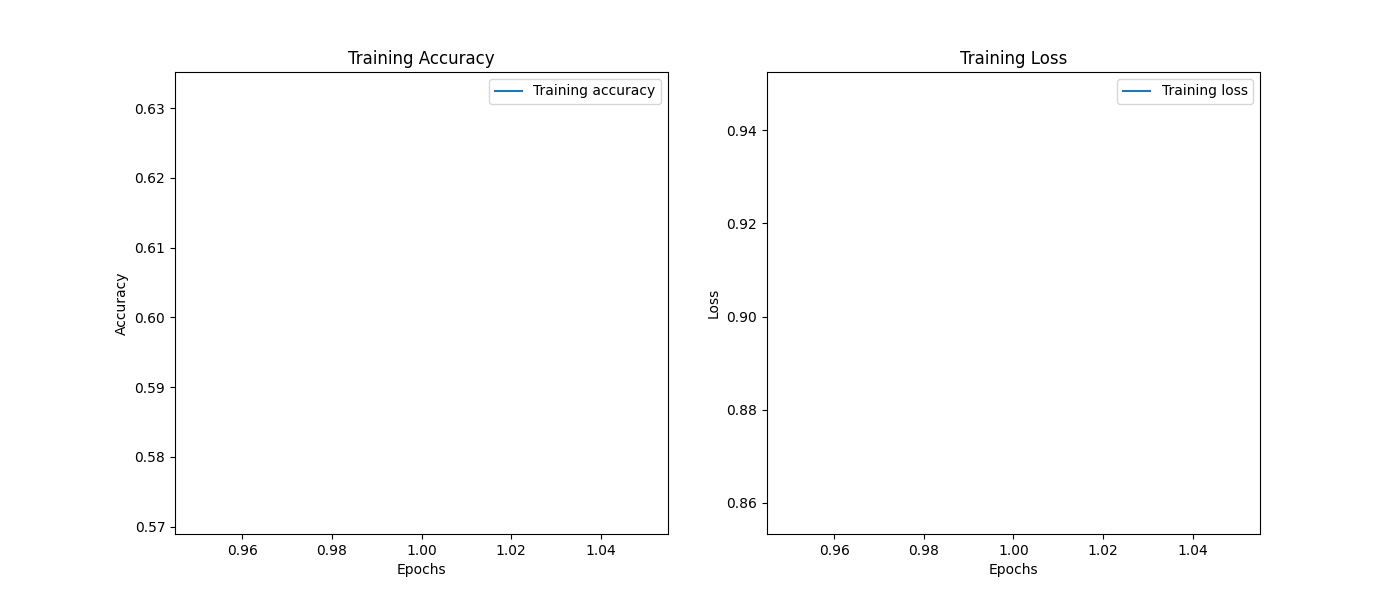 Training Accuracy
Training accuracy
0.63
0.62
0.61
0.60
0.59
0.58
0.57
Accuracy
0.96 0.98 1.00 1.02 1.04
Epochs
Training Loss
Training loss
0.94
0.92
0.90
0.88
0.86
Loss
0.96 0.98 1.00 1.02 1.04
Epochs